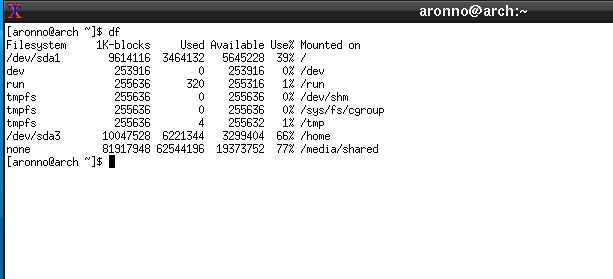 aronno@arch:~
[aronno@arch ~]$ df
Filesystem     1K-blocks     Used Available Use% Mounted on
/dev/sda1        9614116  3464132   5645228  39% /
dev               253916        0    253916   0% /dev
run               255636      320    255316   1% /run
tmpfs             255636        0    255636   0% /dev/shm
tmpfs             255636        0    255636   0% /sys/fs/cgroup
tmpfs             255636        4    255632   1% /tmp
/dev/sda3       10047528  6221344   3299404  66% /home
none            81917948 62544196  19373752  77% /media/shared
[aronno@arch ~]$